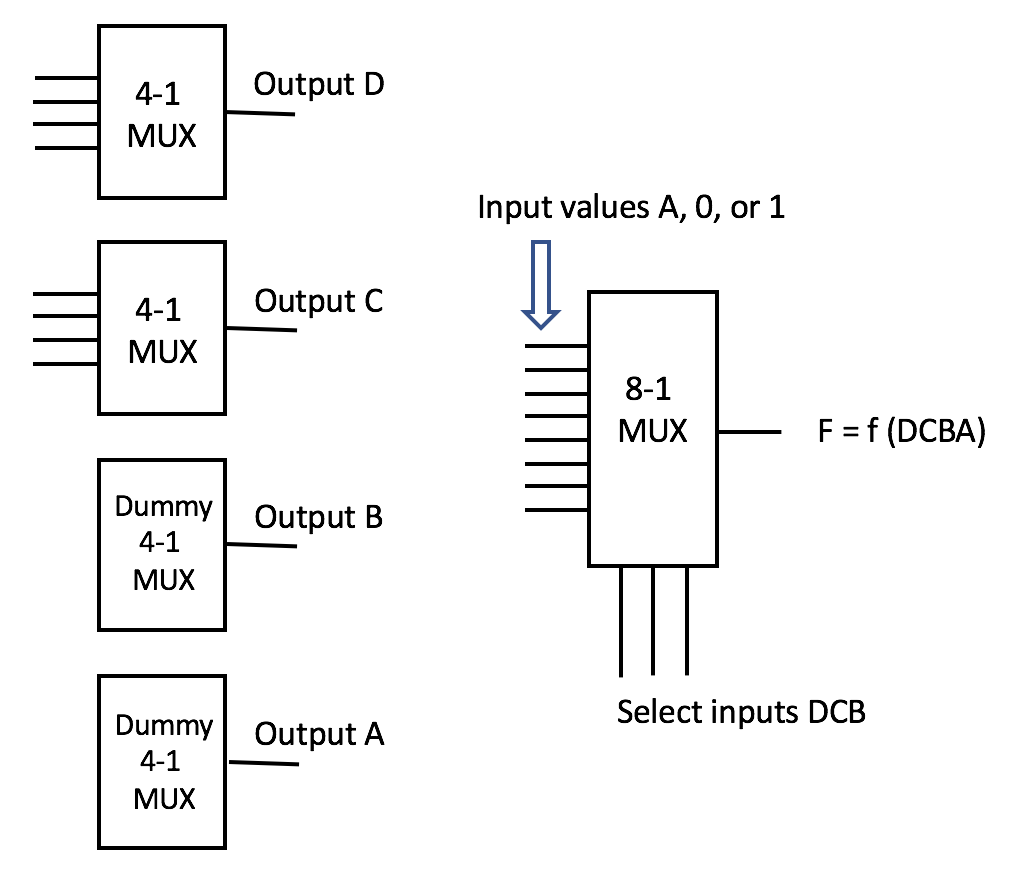 4-1
MUX
Output D
4-1
MUX
Output C
Dummy
4-1
MUX
Output B
Dummy
4-1
MUX
Output A
Input values A, 0, or 1
8-1
MUX
F = f (DCBA)
Select inputs DCB